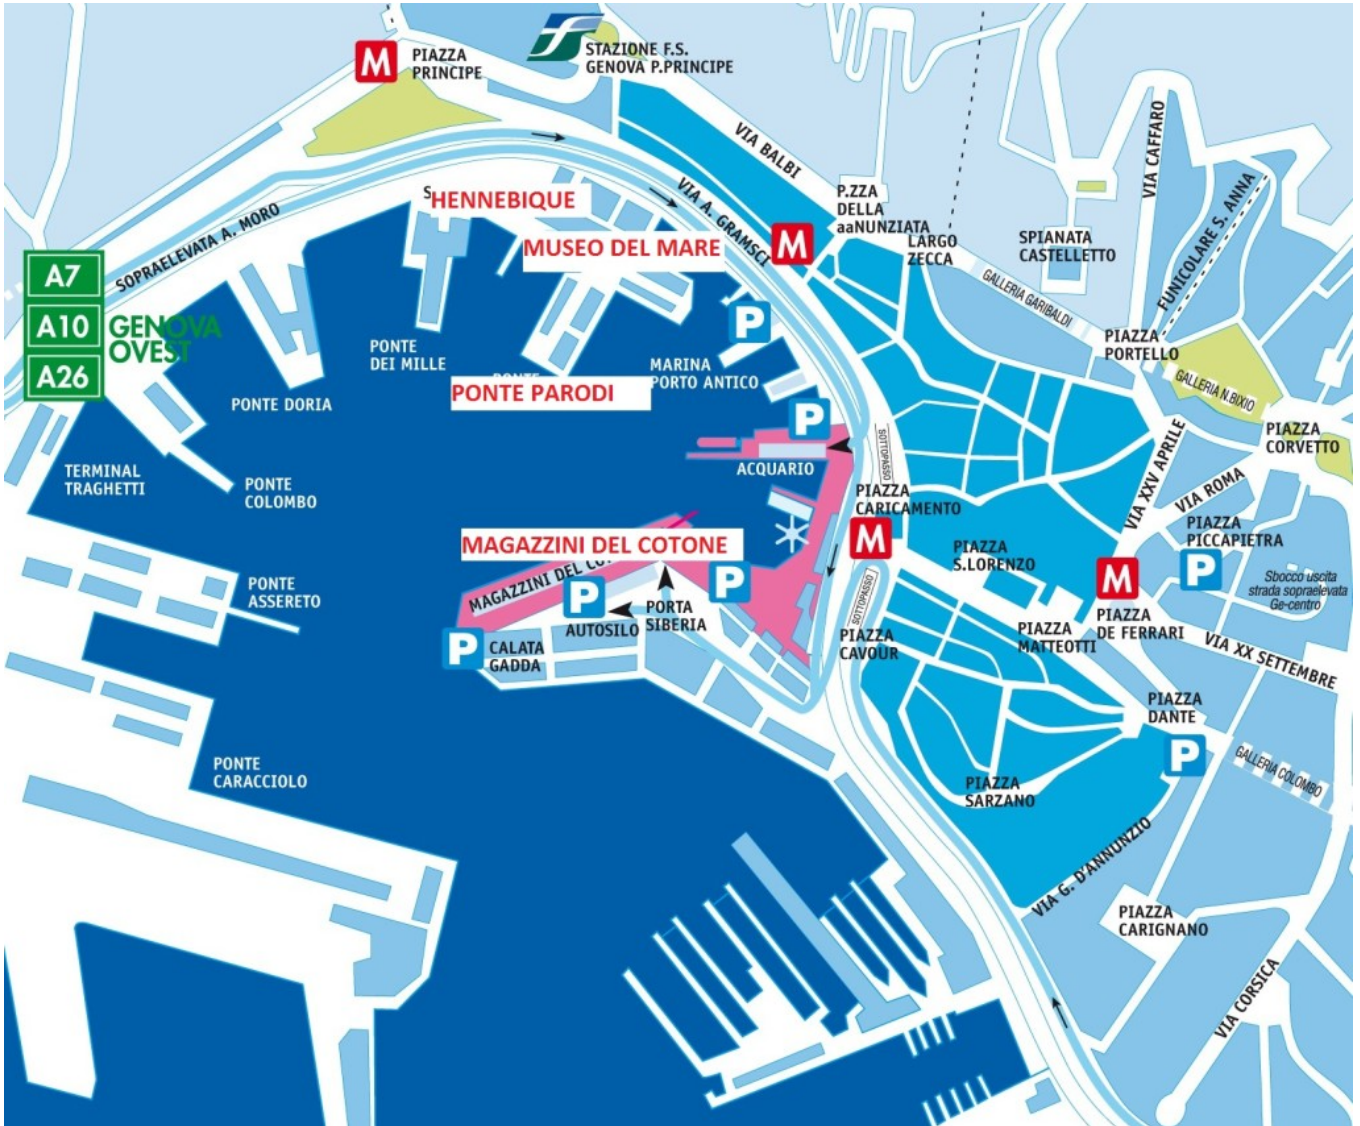 M
PIAZZA
PRINCIPE
STAZIONE F.S.
GENOVA P.PRINCIPE
VIA BALBI
VIA CAFFARO
FUNICOLARE S. ANNA
S
HENNEBIQUE
VIA A. GRAMSCI
P.ZZA
DELLA
aaNUNZIATA
M
LARGO
ZECCA
SPIANATA
CASTELLETTO
SOPRAELEVATA A. MORO
MUSEO DEL MARE
A7
A10
A26
GENOVA
OVEST
GALLERIA GARIBALDI
P
PIAZZA
PORTELLO
PONTE
DEI MILLE
MARINA
PORTO ANTICO
GALLERIA N.BIXIO
PONTE PARODI
PONTE DORIA
P
PIAZZA
CORVETTO
SOTTOPASSO
VIA XXV APRILE
TERMINAL
TRAGHETTI
PONTE
COLOMBO
ACQUARIO
VIA ROMA
PIAZZA
CARICAMENTO
M
PIAZZA
PICCAPIETRA
P
MAGAZZINI DEL COTONE
MAGAZZINI DEL CO
PIAZZA
S.LORENZO
M
PONTE
ASSERETO
P
P
Sbocco uscita
strada sopraelevata
Ge-centro
AUTOSILO
PORTA
SIBERIA
SOTTOPASSO
PIAZZA
DE FERRARI
PIAZZA
CAVOUR
PIAZZA
MATTEOTTI
VIA XX SETTEMBRE
P
CALATA
GADDA
PIAZZA
DANTE
P
PONTE
CARACCIOLO
GALLERIA COLOMBO
PIAZZA
SARZANO
VIA G. D'ANNUNZIO
PIAZZA
CARIGNANO
VIA CORSICA